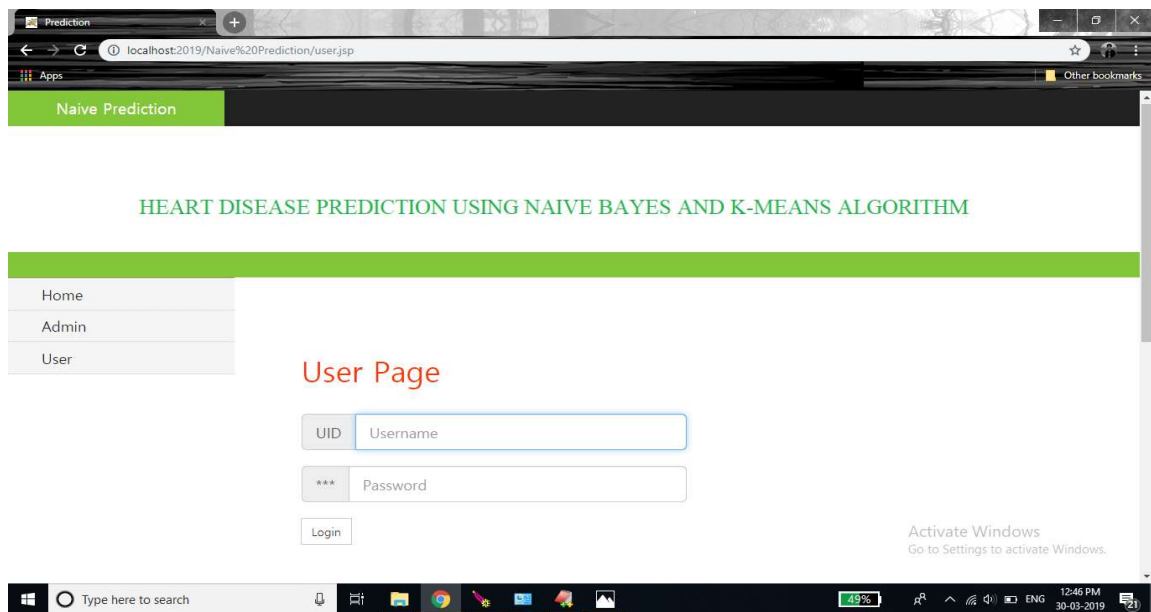 Prediction
localhost:2019/Naive%20Prediction/user.jsp
Apps
Other bookmarks
Naive Prediction
HEART DISEASE PREDICTION USING NAIVE BAYES AND K-MEANS ALGORITHM
Home
Admin
User
User Page
UID Username
*** Password
Login
Activate Windows
Go to Settings to activate Windows.
Type here to search
49%
ENG
12:46 PM
30-03-2019
21